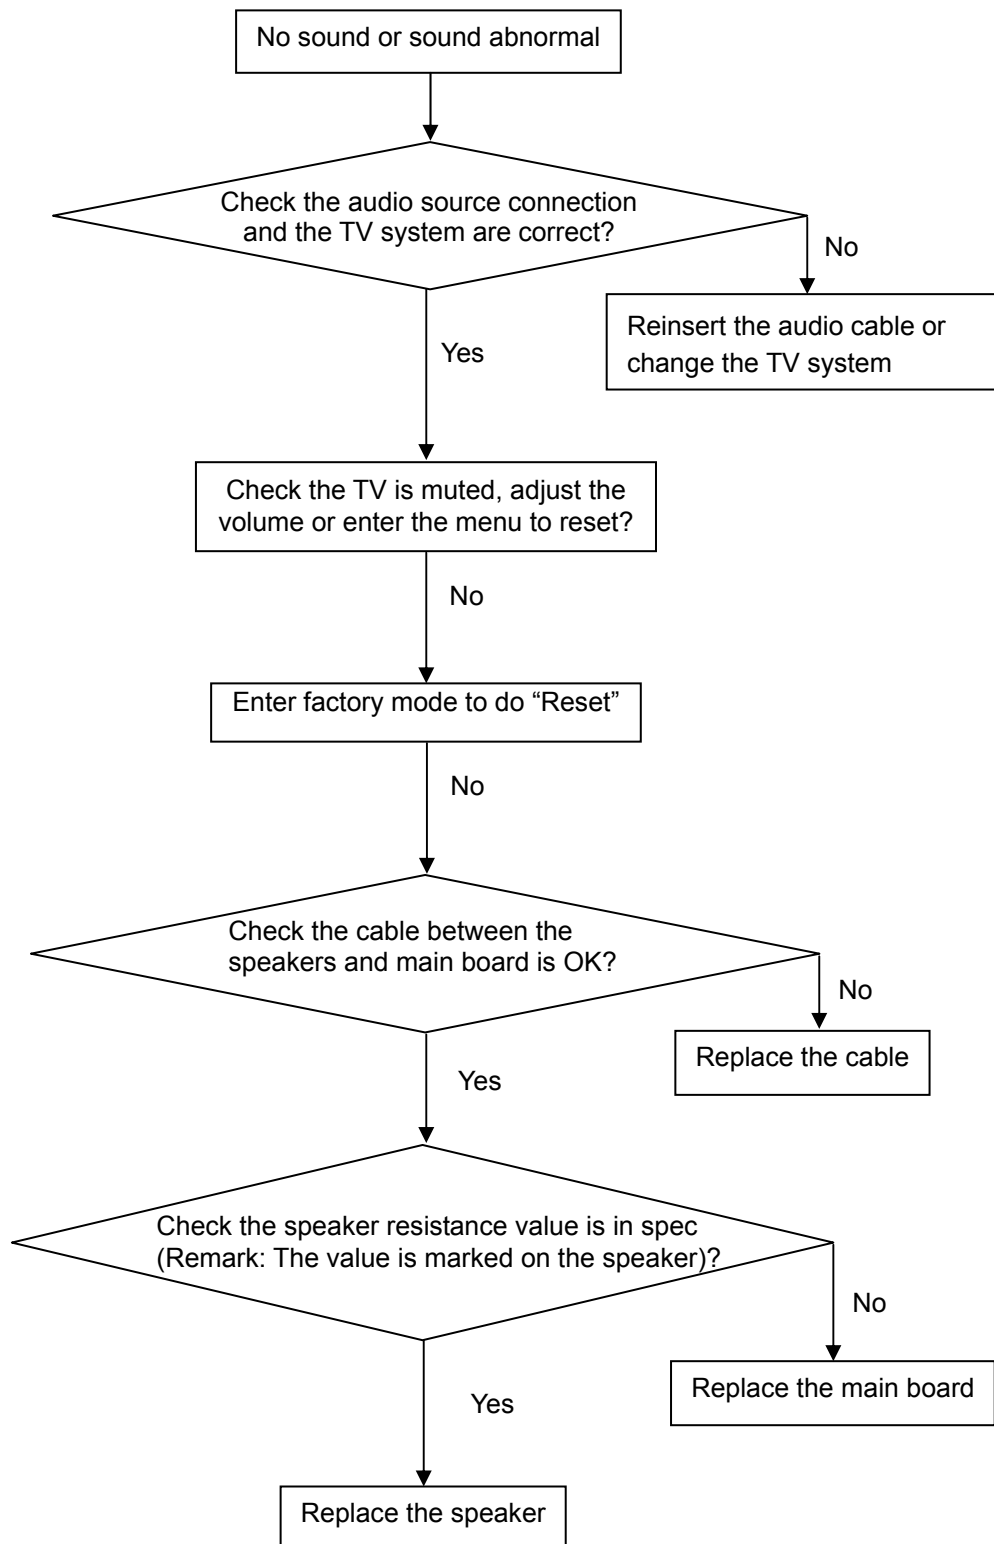 No sound or sound abnormal
Check the audio source connection
and the TV system are correct?
No
Reinsert the audio cable or
change the TV system
Yes
Check the TV is muted, adjust the
volume or enter the menu to reset?
No
Enter factory mode to do “Reset”
No
Check the cable between the
speakers and main board is OK?
No
Replace the cable
Yes
Check the speaker resistance value is in spec
(Remark: The value is marked on the speaker)?
No
Replace the main board
Yes
Replace the speaker